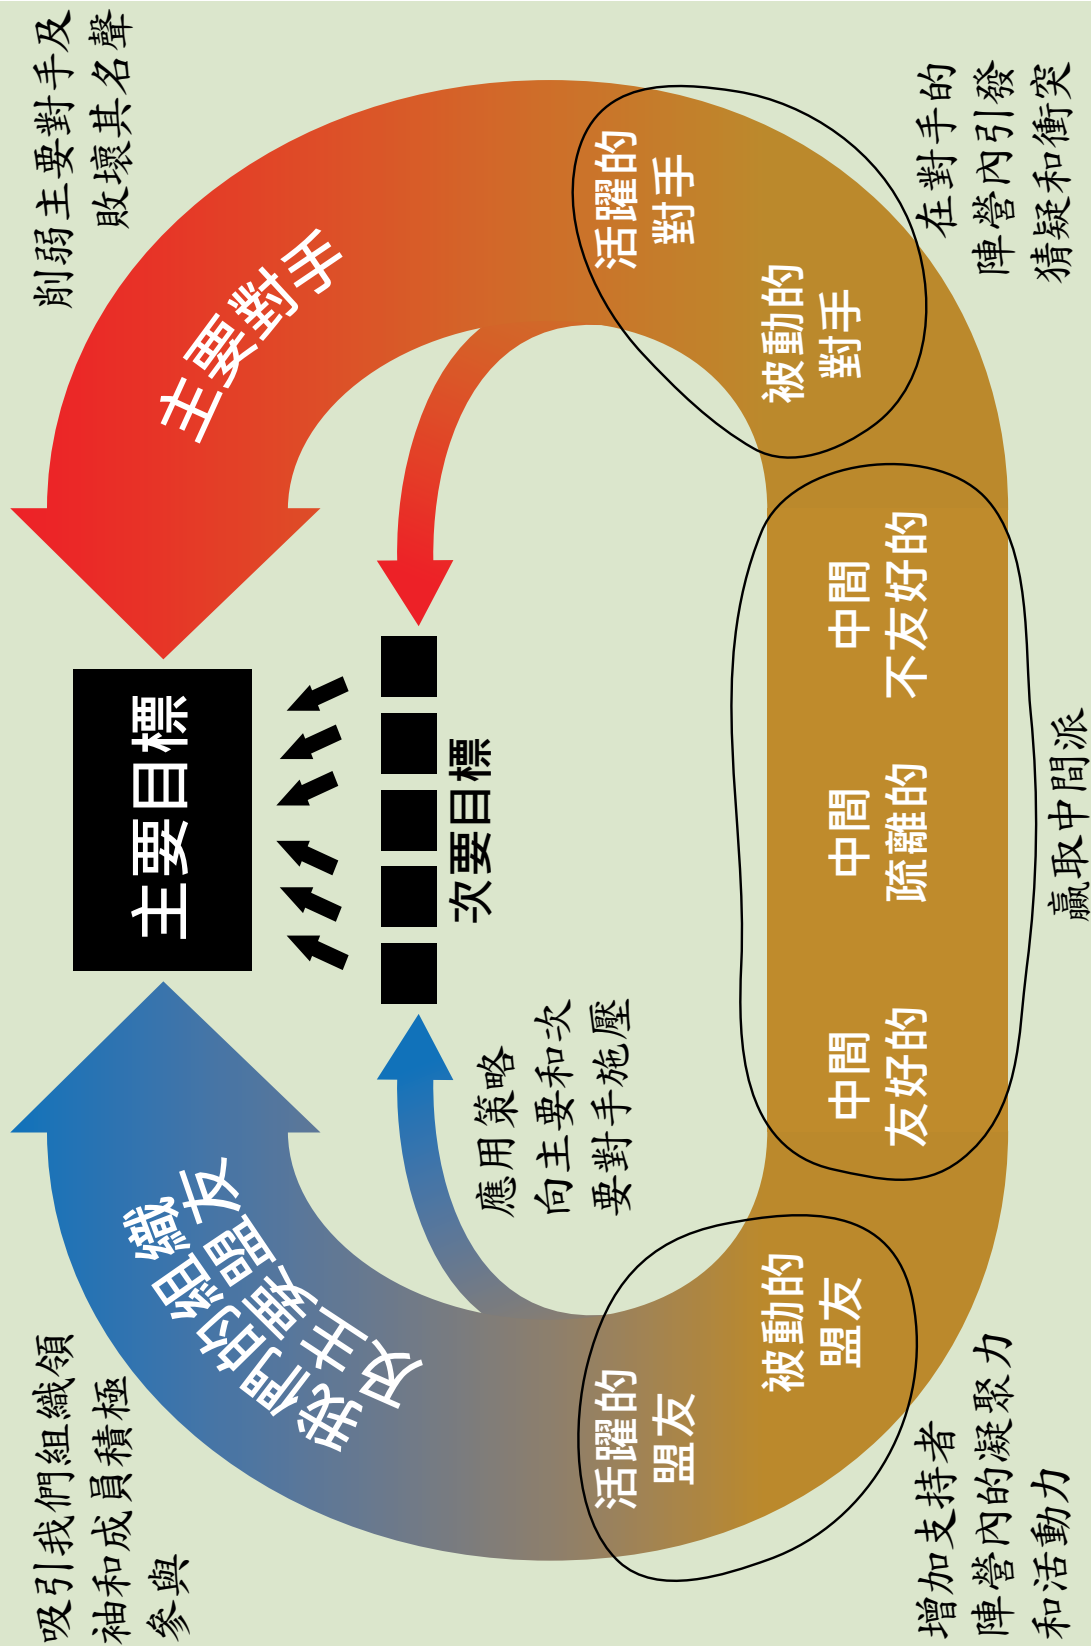 吸引我們組織領
袖和成員積極
參與
削弱主要對手及
敗壞其名聲
我們的組織
及主要盟友
主要目標
主要對手
次要目標
應用策略
向主要和次
要對手施壓
活躍的
盟友
活躍的
對手
被動的
盟友
被動的
對手
中間
友好的
中間
疏離的
中間
不友好的
增加支持者
陣營內的凝聚力
和活動力
在對手的
陣營內引發
猜疑和衝突
贏取中間派